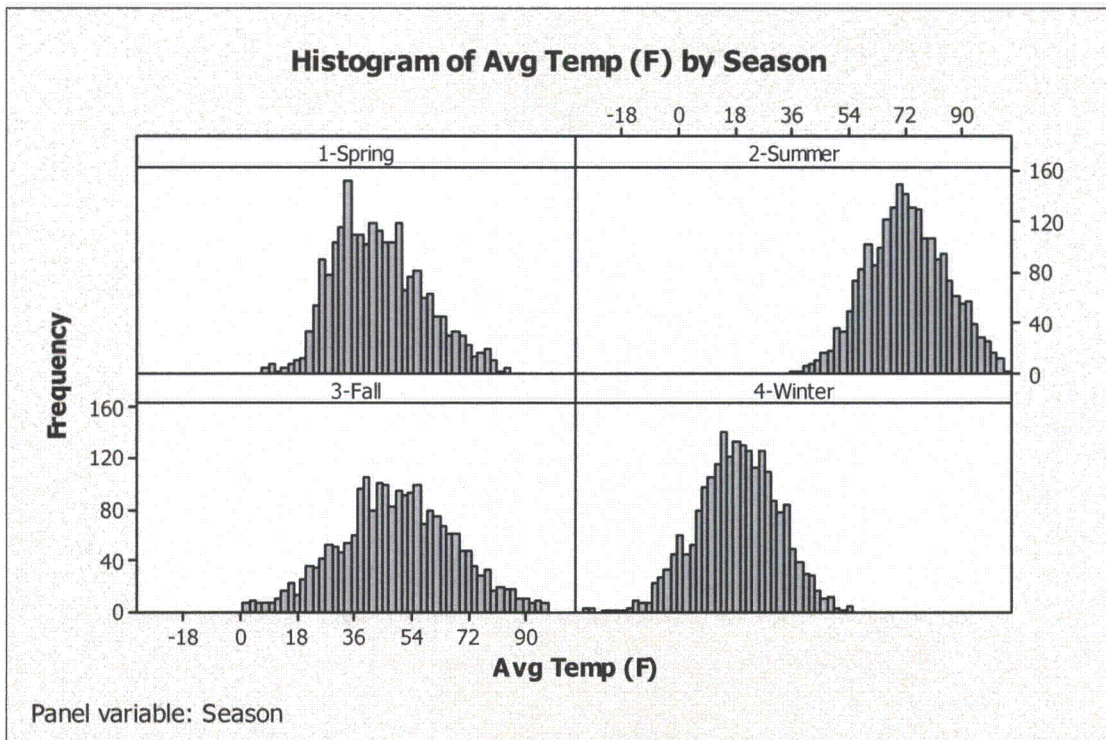 Histogram of Avg Temp (F) by Season
-18 0 18 36 54 72 90
1-Spring 2-Summer
160
120
80
40
0
Frequency
3-Fall 4-Winter
160
120
80
40
0
-18 0 18 36 54 72 90
Avg Temp (F)
Panel variable: Season